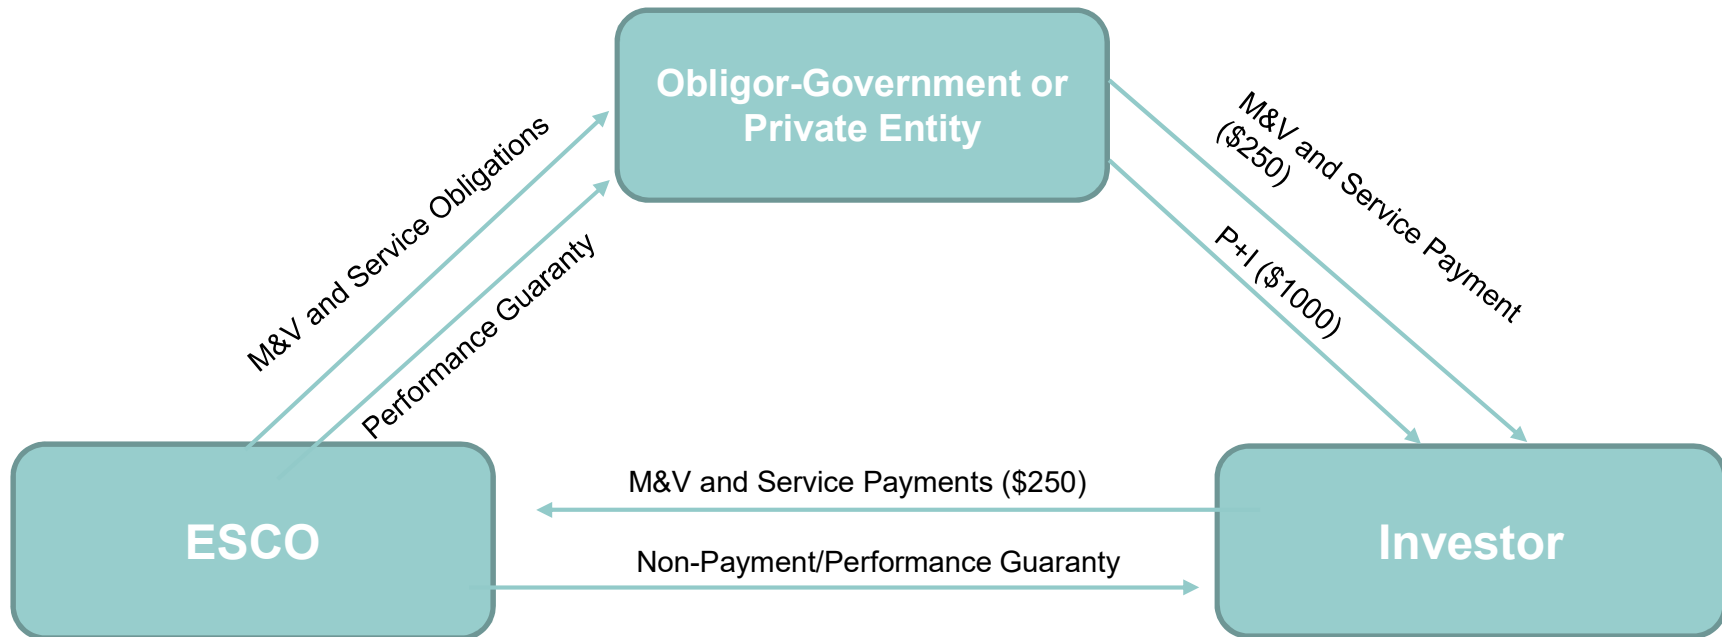 Obligor-Government or
Private Entity
M&V and Service Obligations
Performance Guaranty
M&V and Service Payment
($250)
P+I ($1000)
M&V and Service Payments ($250)
Non-Payment/Performance Guaranty
ESCO
Investor